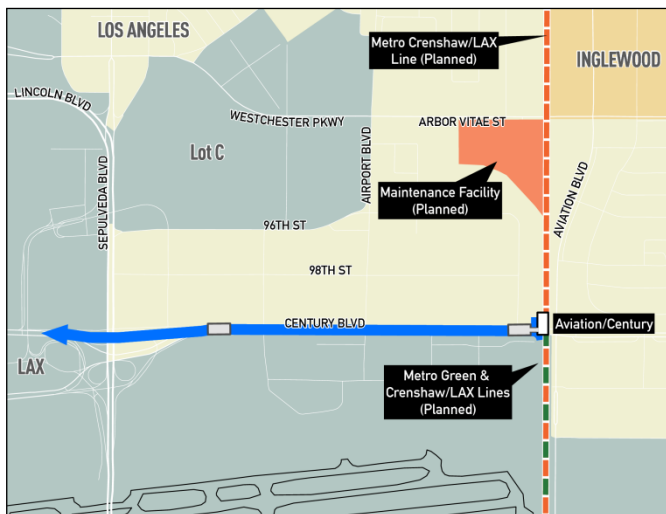 LOS ANGELES
Metro Crenshaw/LAX
Line (Planned)
INGLEWOOD
LINCOLN BLVD
WESTCHESTER PKWY
ARBOR VITAE ST
Lot C
AIRPORT BLVD
SEPULVEDA BLVD
Maintenance Facility
(Planned)
AVIATION BLVD
96TH ST
98TH ST
CENTURY BLVD
Aviation/Century
LAX
Metro Green &
Crenshaw/LAX Lines
(Planned)